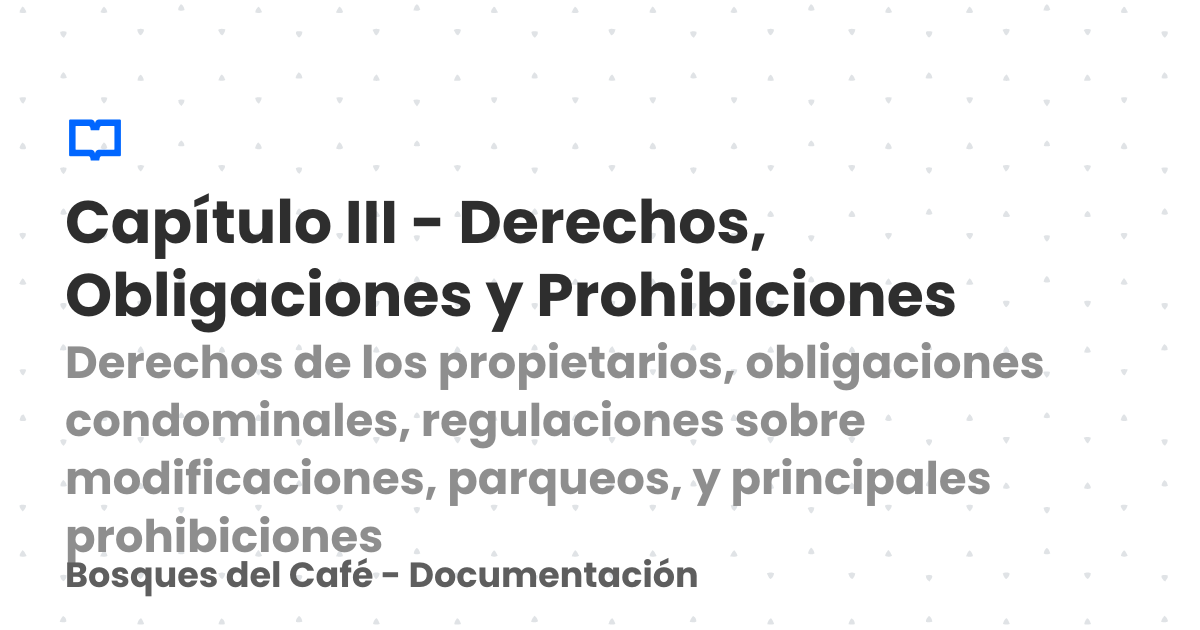 Capítulo III - Derechos,
Obligaciones y Prohibiciones
Derechos de los propietarios, obligaciones
condominales, regulaciones sobre
modificaciones, parqueos, y principales
prohibiciones
Bosques del Café - Documentación